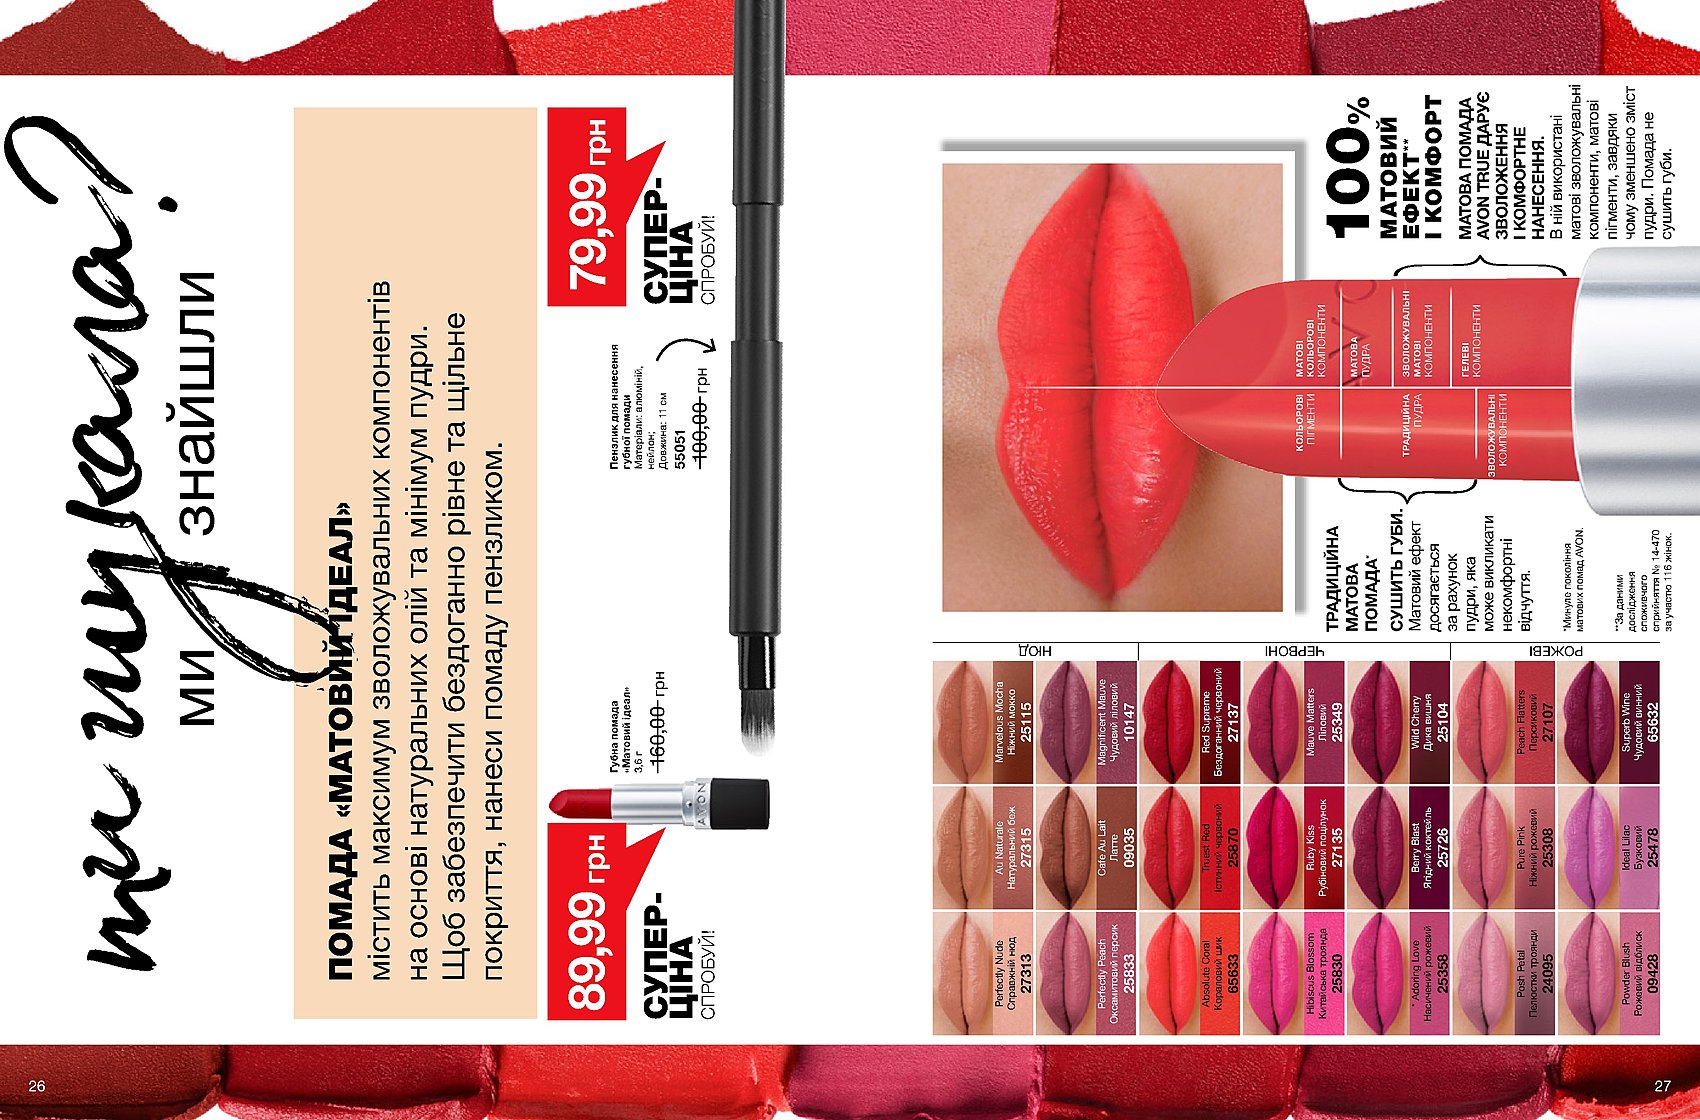 ти шукала?
ми знайшли
ПОМАДА «МАТОВИЙ ІДЕАЛ»
містить максимум зволожувальних компонентів
на основі натуральних олій та мінімум пудри.
Щоб забезпечити бездоганно рівне та щільне
покриття, нанеси помаду пензликом.
89,99 грн
СУПЕР-
ЦІНА
СПРОБУЙ!
Губна помада
«Матовий ідеал»
3,6 г
160,00 грн
AVON
79,99 грн
СУПЕР-
ЦІНА
СПРОБУЙ!
Пензлик для нанесення
губної помади
Матеріали: алюміній,
нейлон;
довжина: 11 см
55051
100,00 грн
26
100%
МАТОВИЙ
ЕФЕКТ**
І КОМФОРТ
МАТОВА ПОМАДА
AVON TRUE ДАРУЄ
ЗВОЛОЖЕННЯ
І КОМФОРТНЕ
НАНЕСЕННЯ.
В ній використані
матові зволожувальні
компоненти, матові
пігменти, завдяки
чому зменшено зміст
пудри. Помада не
сушить губи.
МАТОВІ
КОЛЬОРОВІ
КОМПОНЕНТИ
МАТОВА
ПУДРА
ЗВОЛОЖУВАЛЬНІ
МАТОВІ
КОМПОНЕНТИ
ГЕЛЕВІ
КОМПОНЕНТИ
КОЛЬОРОВІ
ПІГМЕНТИ
ТРАДИЦІЙНА
ПУДРА
ЗВОЛОЖУВАЛЬНІ
КОМПОНЕНТИ
ТРАДИЦІЙНА
МАТОВА
ПОМАДА*
СУШИТЬ ГУБИ.
Матовий ефект
досягається
за рахунок
пудри, яка
може викликати
некомфортні
відчуття.
*Минуле покоління
матових помад AVON.
**За даними
дослідження
споживчого
сприйняття № 14-470
за участю 116 жінок.
НЮД
Perfectly Nude
Справжній нюд
27313
Au Naturale
Натуральний беж
27315
Marvelous Mocha
Ніжний мокко
25115
Perfectly Peach
Оксамитовий персик
25833
Cafe Au Lait
Латте
09035
Magnificent Mauve
Чудовий ліловий
10147
ЧЕРВОНІ
Absolute Coral
Кораловий шик
65633
Truest Red
Істиний червоний
25870
Red Supreme
Бездоганний червоний
27137
Hibiscus Blossom
Китайська троянда
25830
Ruby Kiss
Рубіновий поцілунок
27135
Mauve Matters
Ліловий
25349
* Adoring Love
Насичений рожевий
25358
Berry Blast
Ягідний коктейль
25726
Wild Cherry
Дика вишня
25104
РОЖЕВІ
Posh Petal
Пелюстки троянди
24095
Pure Pink
Ніжний рожевий
25308
Peach Flatters
Персиковий
27107
Powder Blush
Рожевий відблиск
09428
Ideal Lilac
Бузковий
25478
Superb Wine
Чудовий винний
65632
27